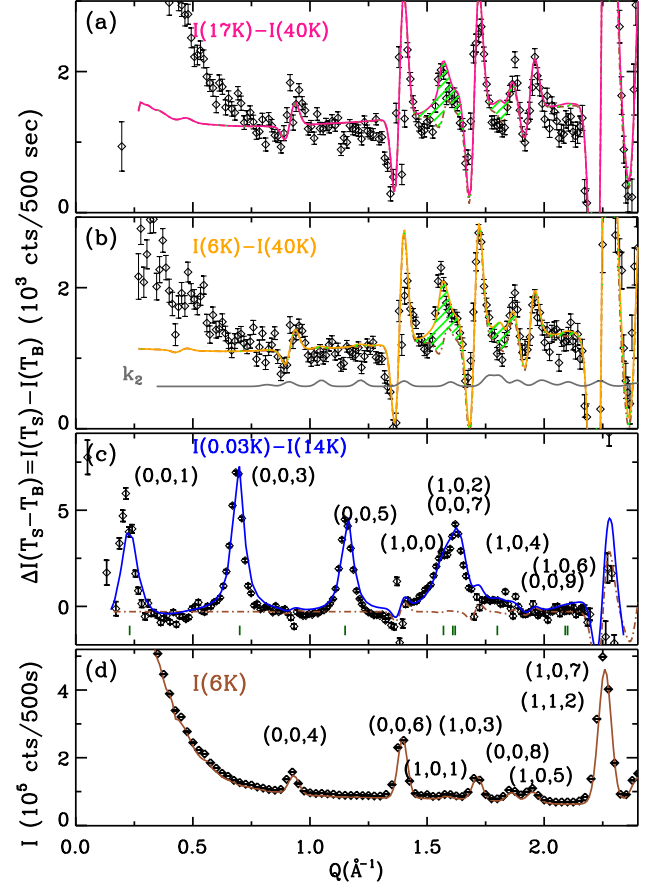 (a)
I(17K)−I(40K)
2
1
0
(b)
I(6K)−I(40K)
2
1
0
k2
(c)
I(0.03K)−I(14K)
(0,0,1)
(0,0,3)
(0,0,5)
(1,0,2)
(0,0,7)
(1,0,0)
(1,0,4)
(1,0,6)
(0,0,9)
5
0
(d)
I(6K)
(0,0,4)
(0,0,6)
(1,0,3)
(1,0,1)
(0,0,8)
(1,0,5)
(1,0,7)
(1,1,2)
4
2
0
0.0
0.5
1.0
1.5
2.0
Q(Å⁻¹)
ΔI(TS−TB)=I(TS)−I(TB) (10³ cts/500 sec)
I (10⁵ cts/500s)